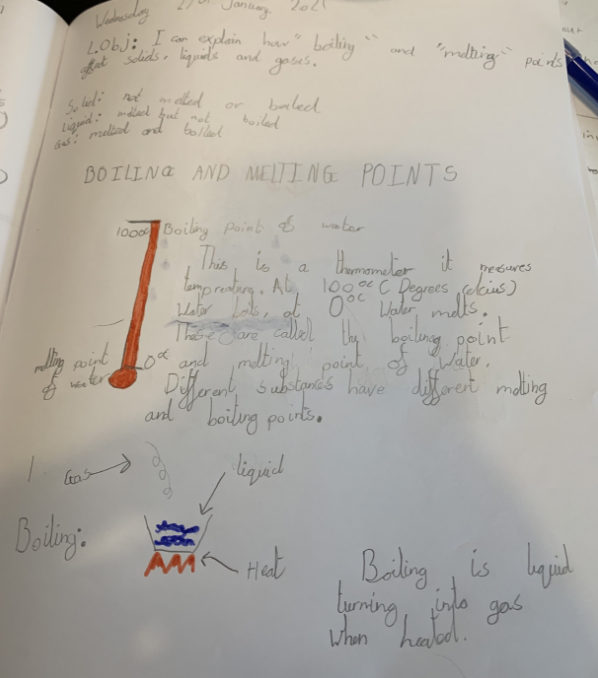 Wednesday 27th January 2021
L.Obj: I can explain how "boiling" and "melting" points
effect solids, liquids and gases.
Solid: not melted or boiled
Liquid: melted but not boiled
Gas: melted and boiled
BOILING AND MELTING POINTS
100°C Boiling point of water
This is a thermometer it measures
temprerature. At 100°C (Degrees celcius)
Water boils, at 0°C Water melts.
These are called the boiling point
melting point 0°C and melting point of Water.
of water Different substances have different melting
and boiling points.
1. Gas
liquid
Boiling:
Heat
Boiling is liquid
turning into gas
when heated.